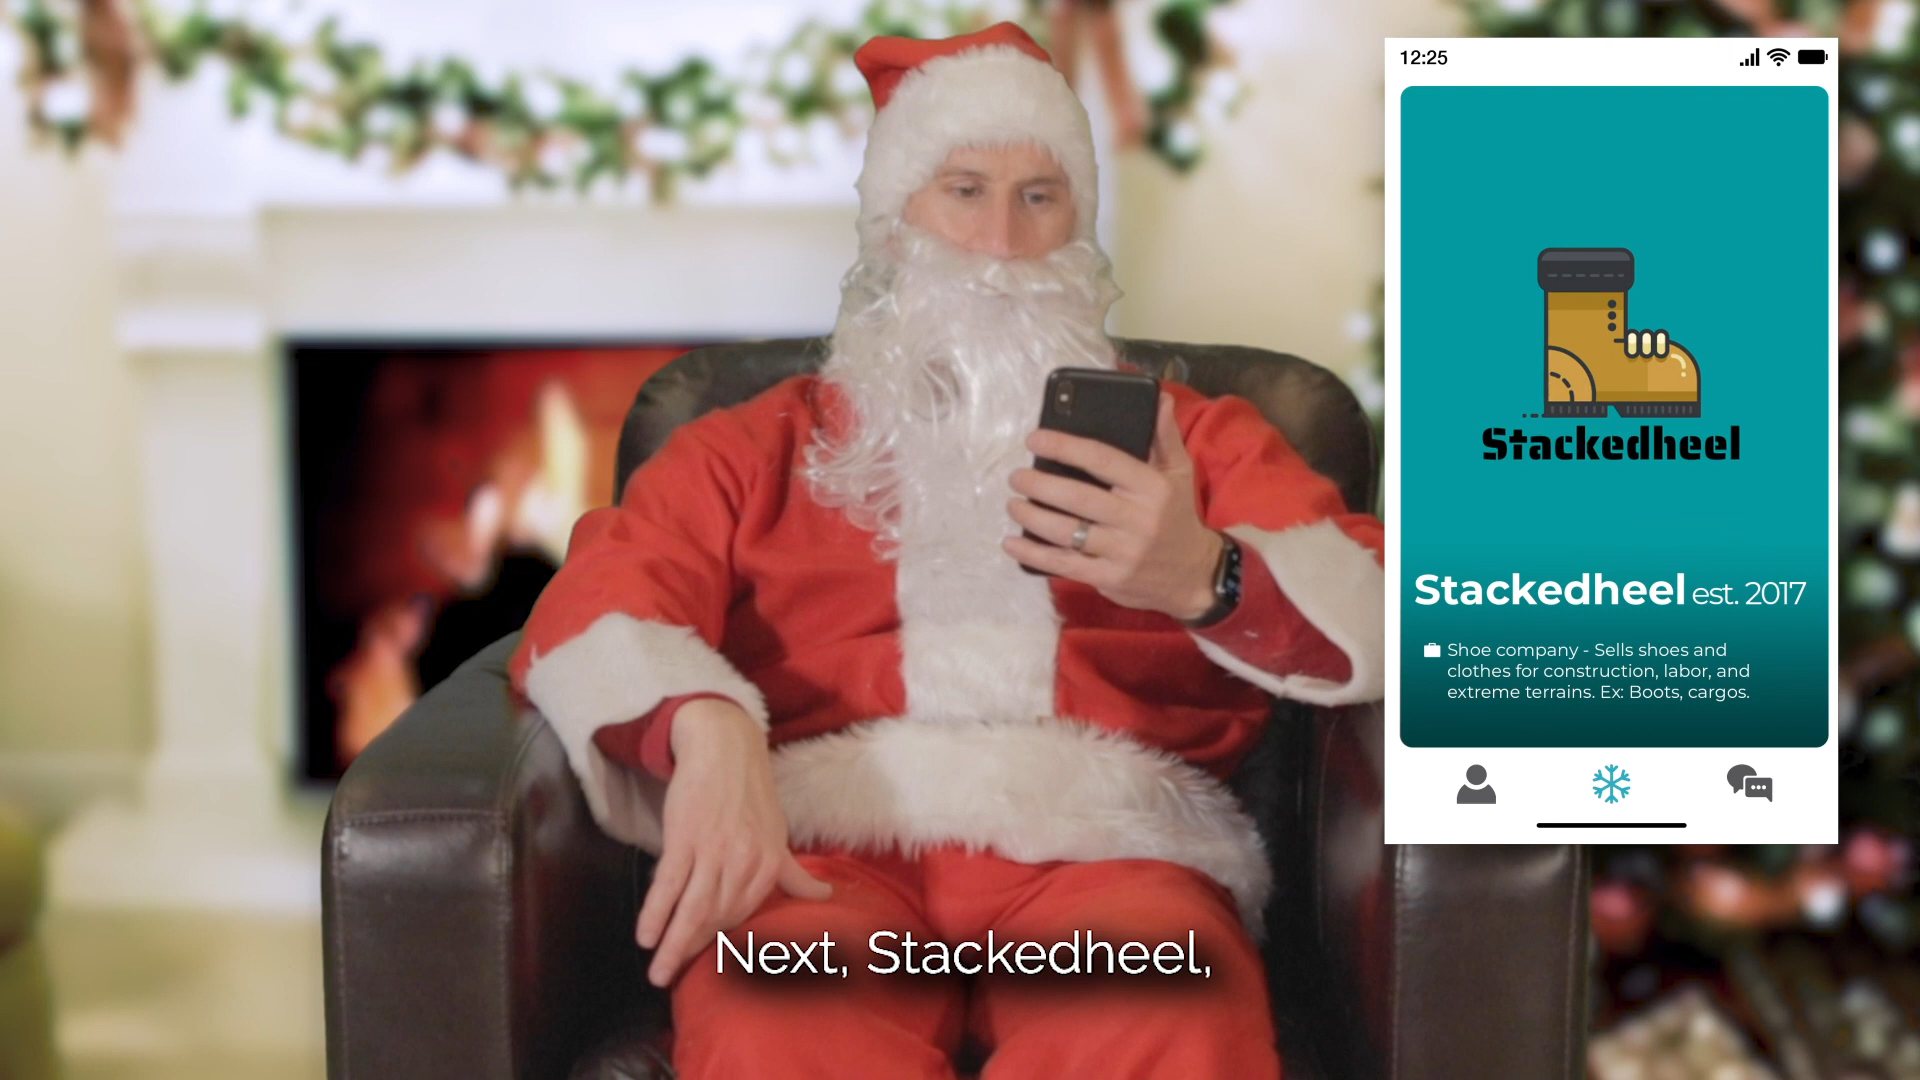 12:25
Stackedheel
Stackedheel est. 2017
Shoe company - Sells shoes and
clothes for construction, labor, and
extreme terrains. Ex: Boots, cargos.
Next, Stackedheel,